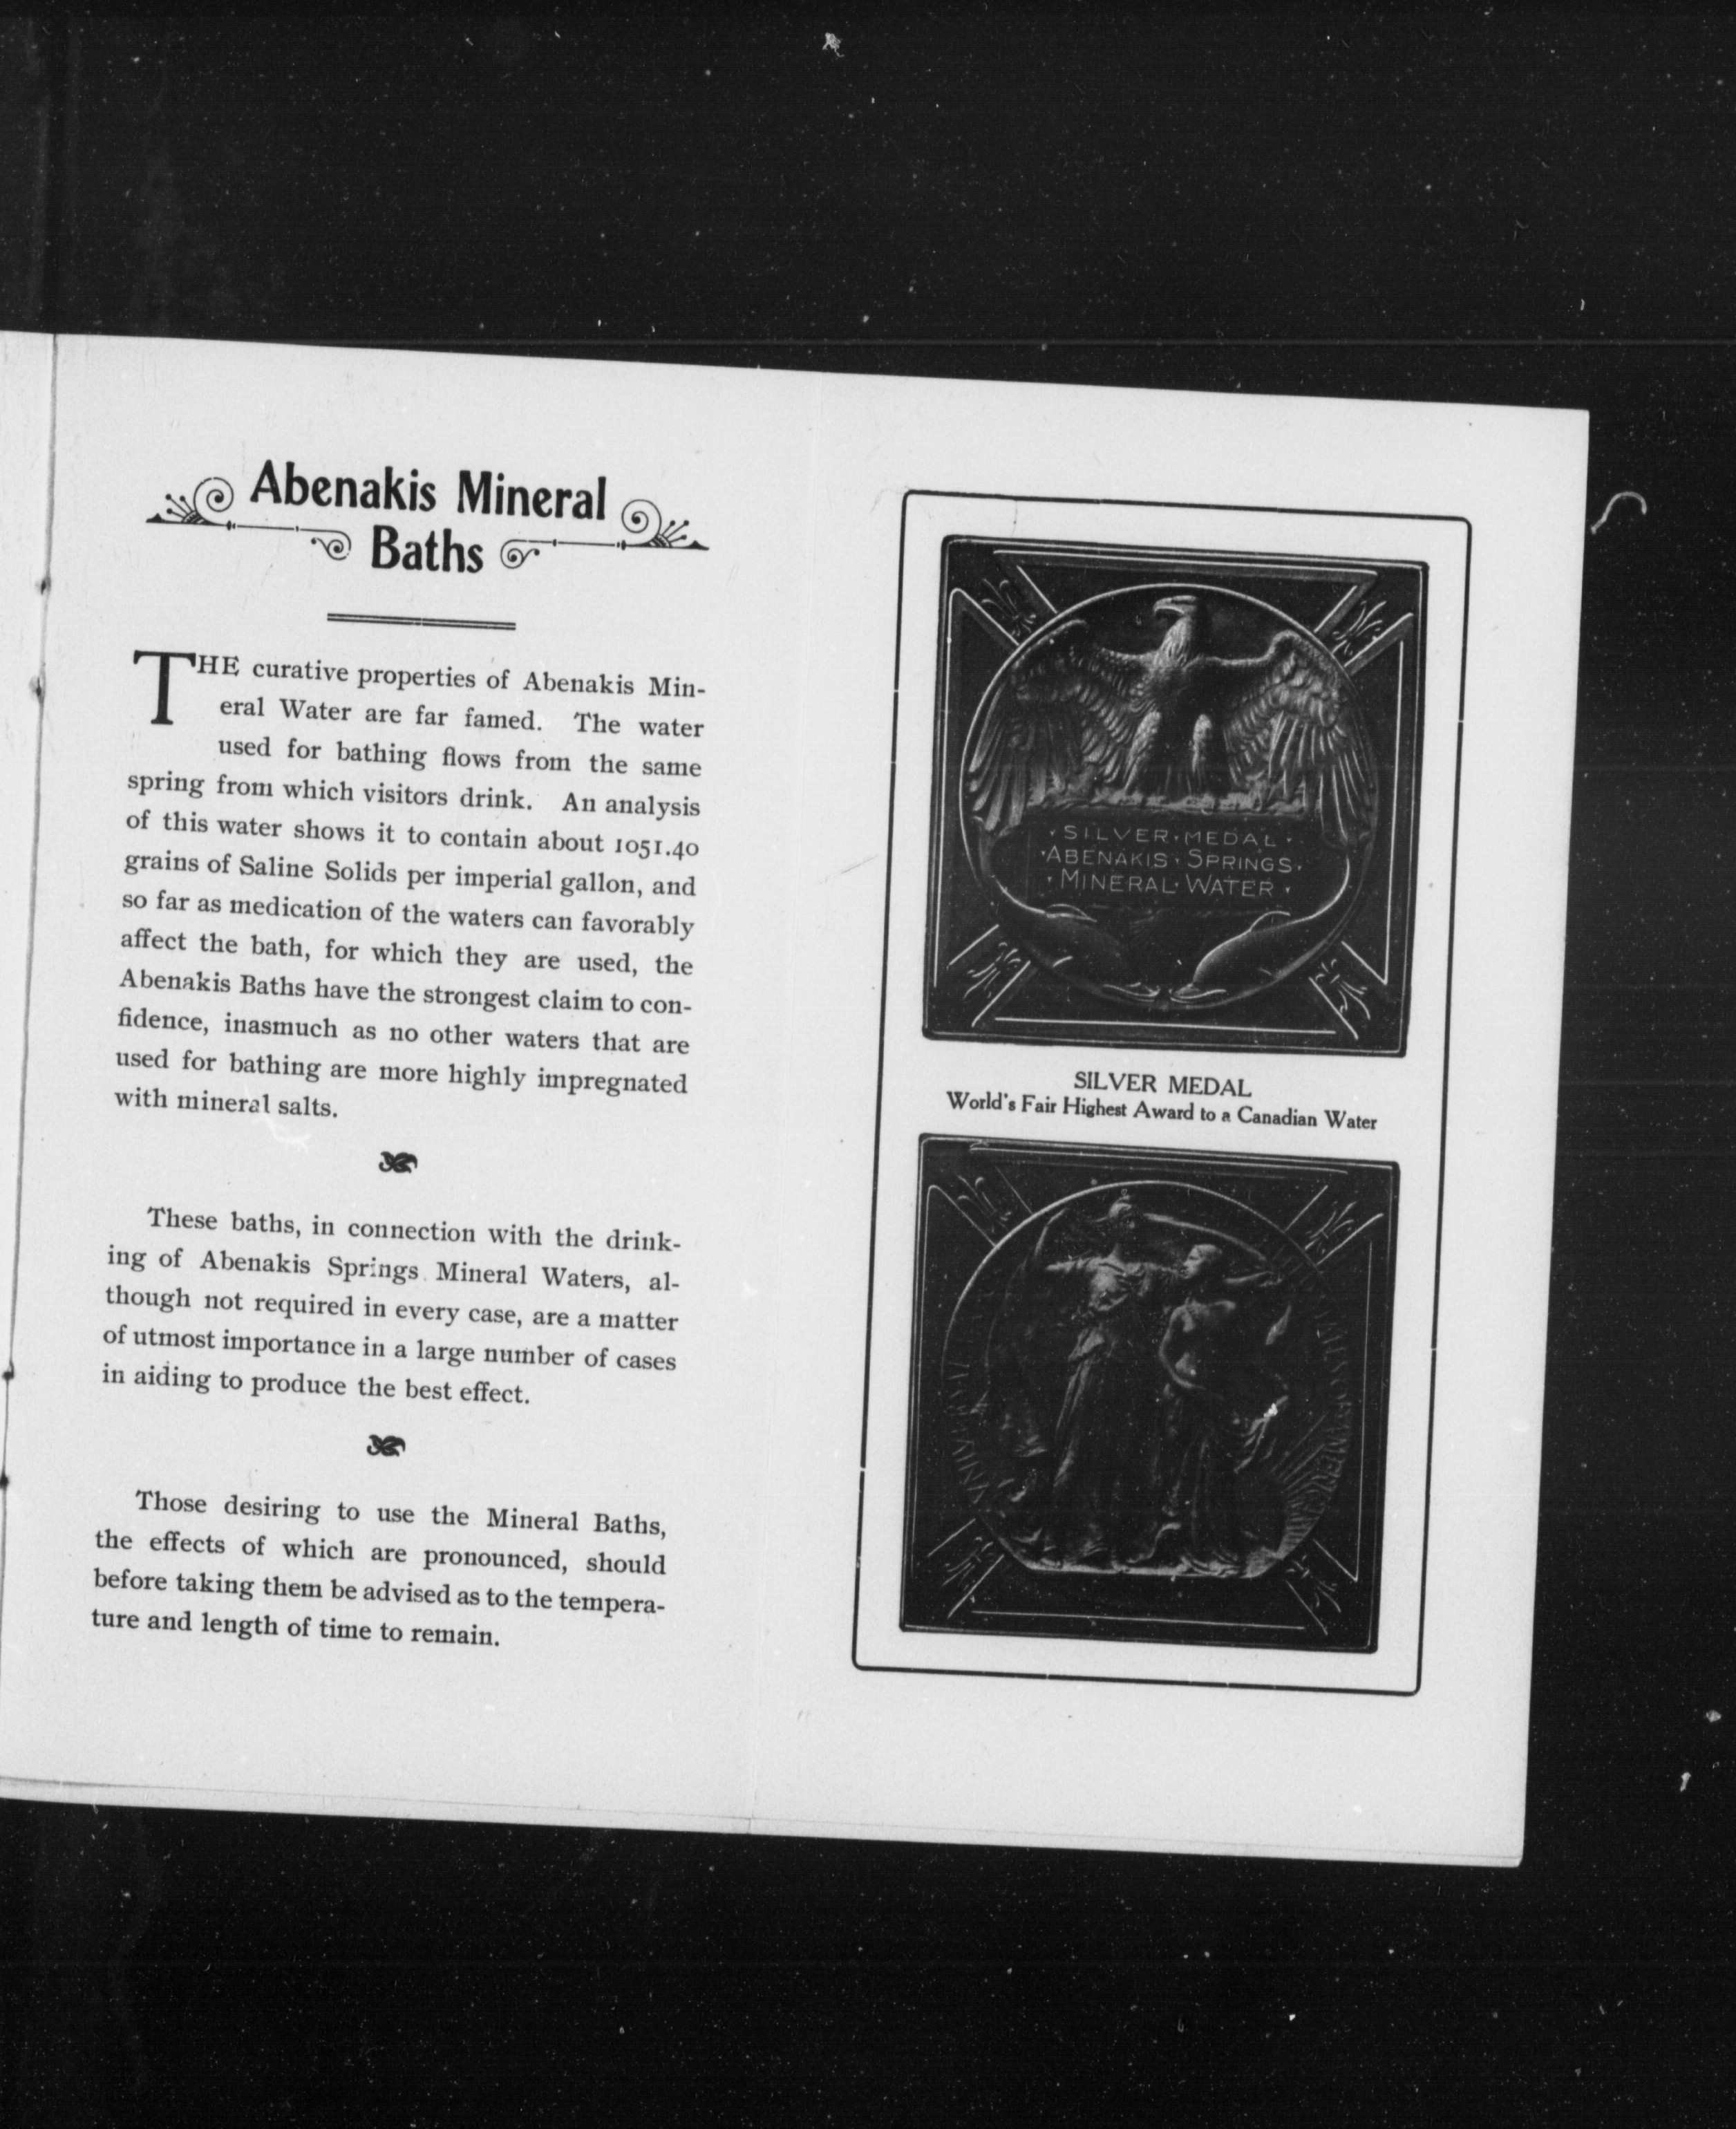 Abenakis Mineral
Baths
THE curative properties of Abenakis Min-
eral Water are far famed. The water
used for bathing flows from the same
spring from which visitors drink. An analysis
of this water shows it to contain about 1051.40
grains of Saline Solids per imperial gallon, and
so far as medication of the waters can favorably
affect the bath, for which they are used, the
Abenakis Baths have the strongest claim to con-
fidence, inasmuch as no other waters that are
used for bathing are more highly impregnated
with mineral salts.
These baths, in connection with the drink-
ing of Abenakis Springs Mineral Waters, al-
though not required in every case, are a matter
of utmost importance in a large number of cases
in aiding to produce the best effect.
Those desiring to use the Mineral Baths,
the effects of which are pronounced, should
before taking them be advised as to the tempera-
ture and length of time to remain.
·SILVER·MEDAL·
·ABENAKIS·SPRINGS·
·MINERAL·WATER·
SILVER MEDAL
World's Fair Highest Award to a Canadian Water
UNIVERSAL